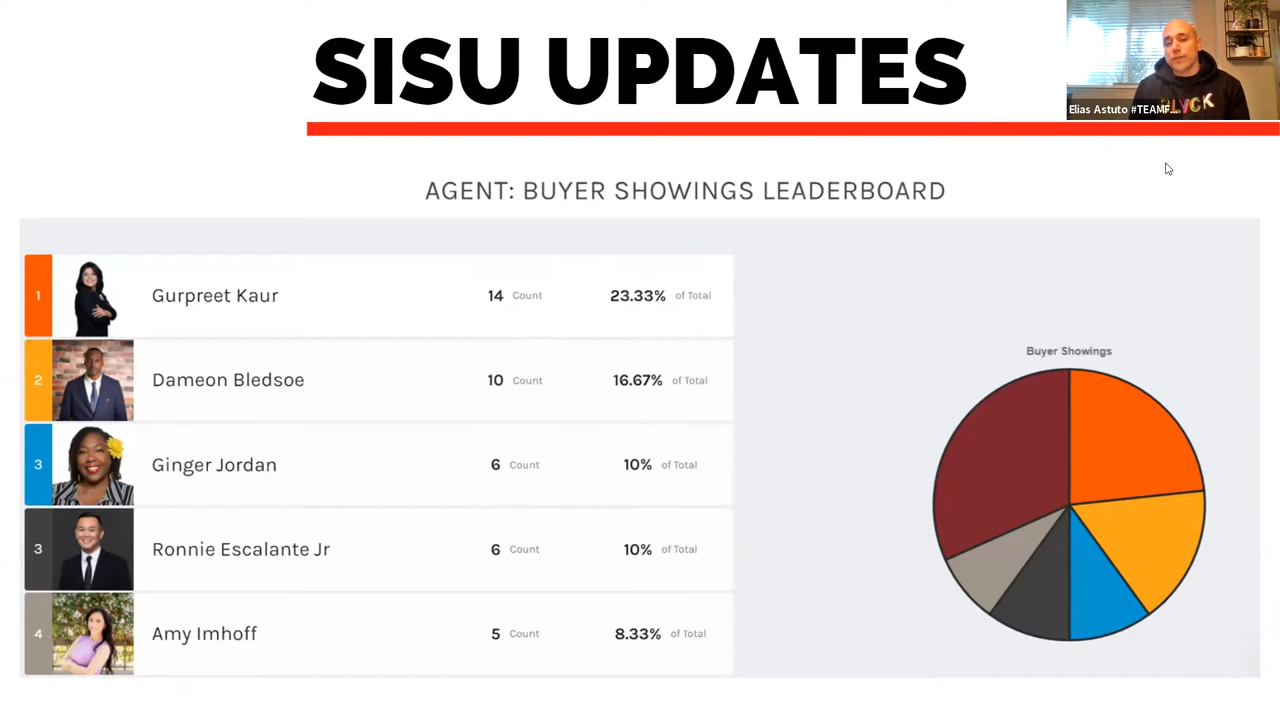 SISU UPDATES
Elias Astuto #TEAMF...
AGENT: BUYER SHOWINGS LEADERBOARD
1 Gurpreet Kaur 14 Count 23.33% of Total
2 Dameon Bledsoe 10 Count 16.67% of Total
3 Ginger Jordan 6 Count 10% of Total
3 Ronnie Escalante Jr 6 Count 10% of Total
4 Amy Imhoff 5 Count 8.33% of Total
Buyer Showings